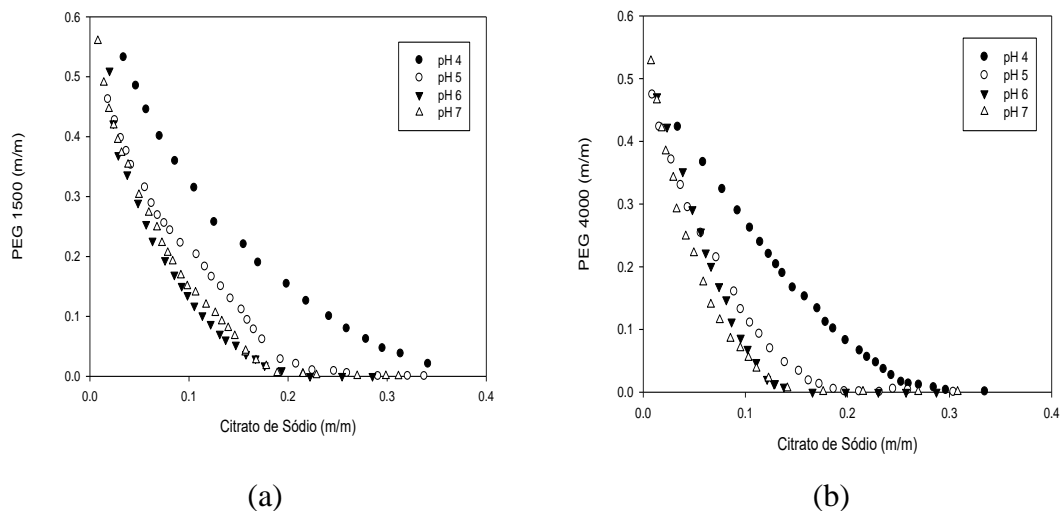 0.6
0.5
0.4
0.3
0.2
0.1
0.0
PEG 1500 (m/m)
pH 4
pH 5
pH 6
pH 7
0.0 0.1 0.2 0.3 0.4
Citrato de Sódio (m/m)
(a)
0.6
0.5
0.4
0.3
0.2
0.1
0.0
PEG 4000 (m/m)
pH 4
pH 5
pH 6
pH 7
0.0 0.1 0.2 0.3 0.4
Citrato de Sódio (m/m)
(b)